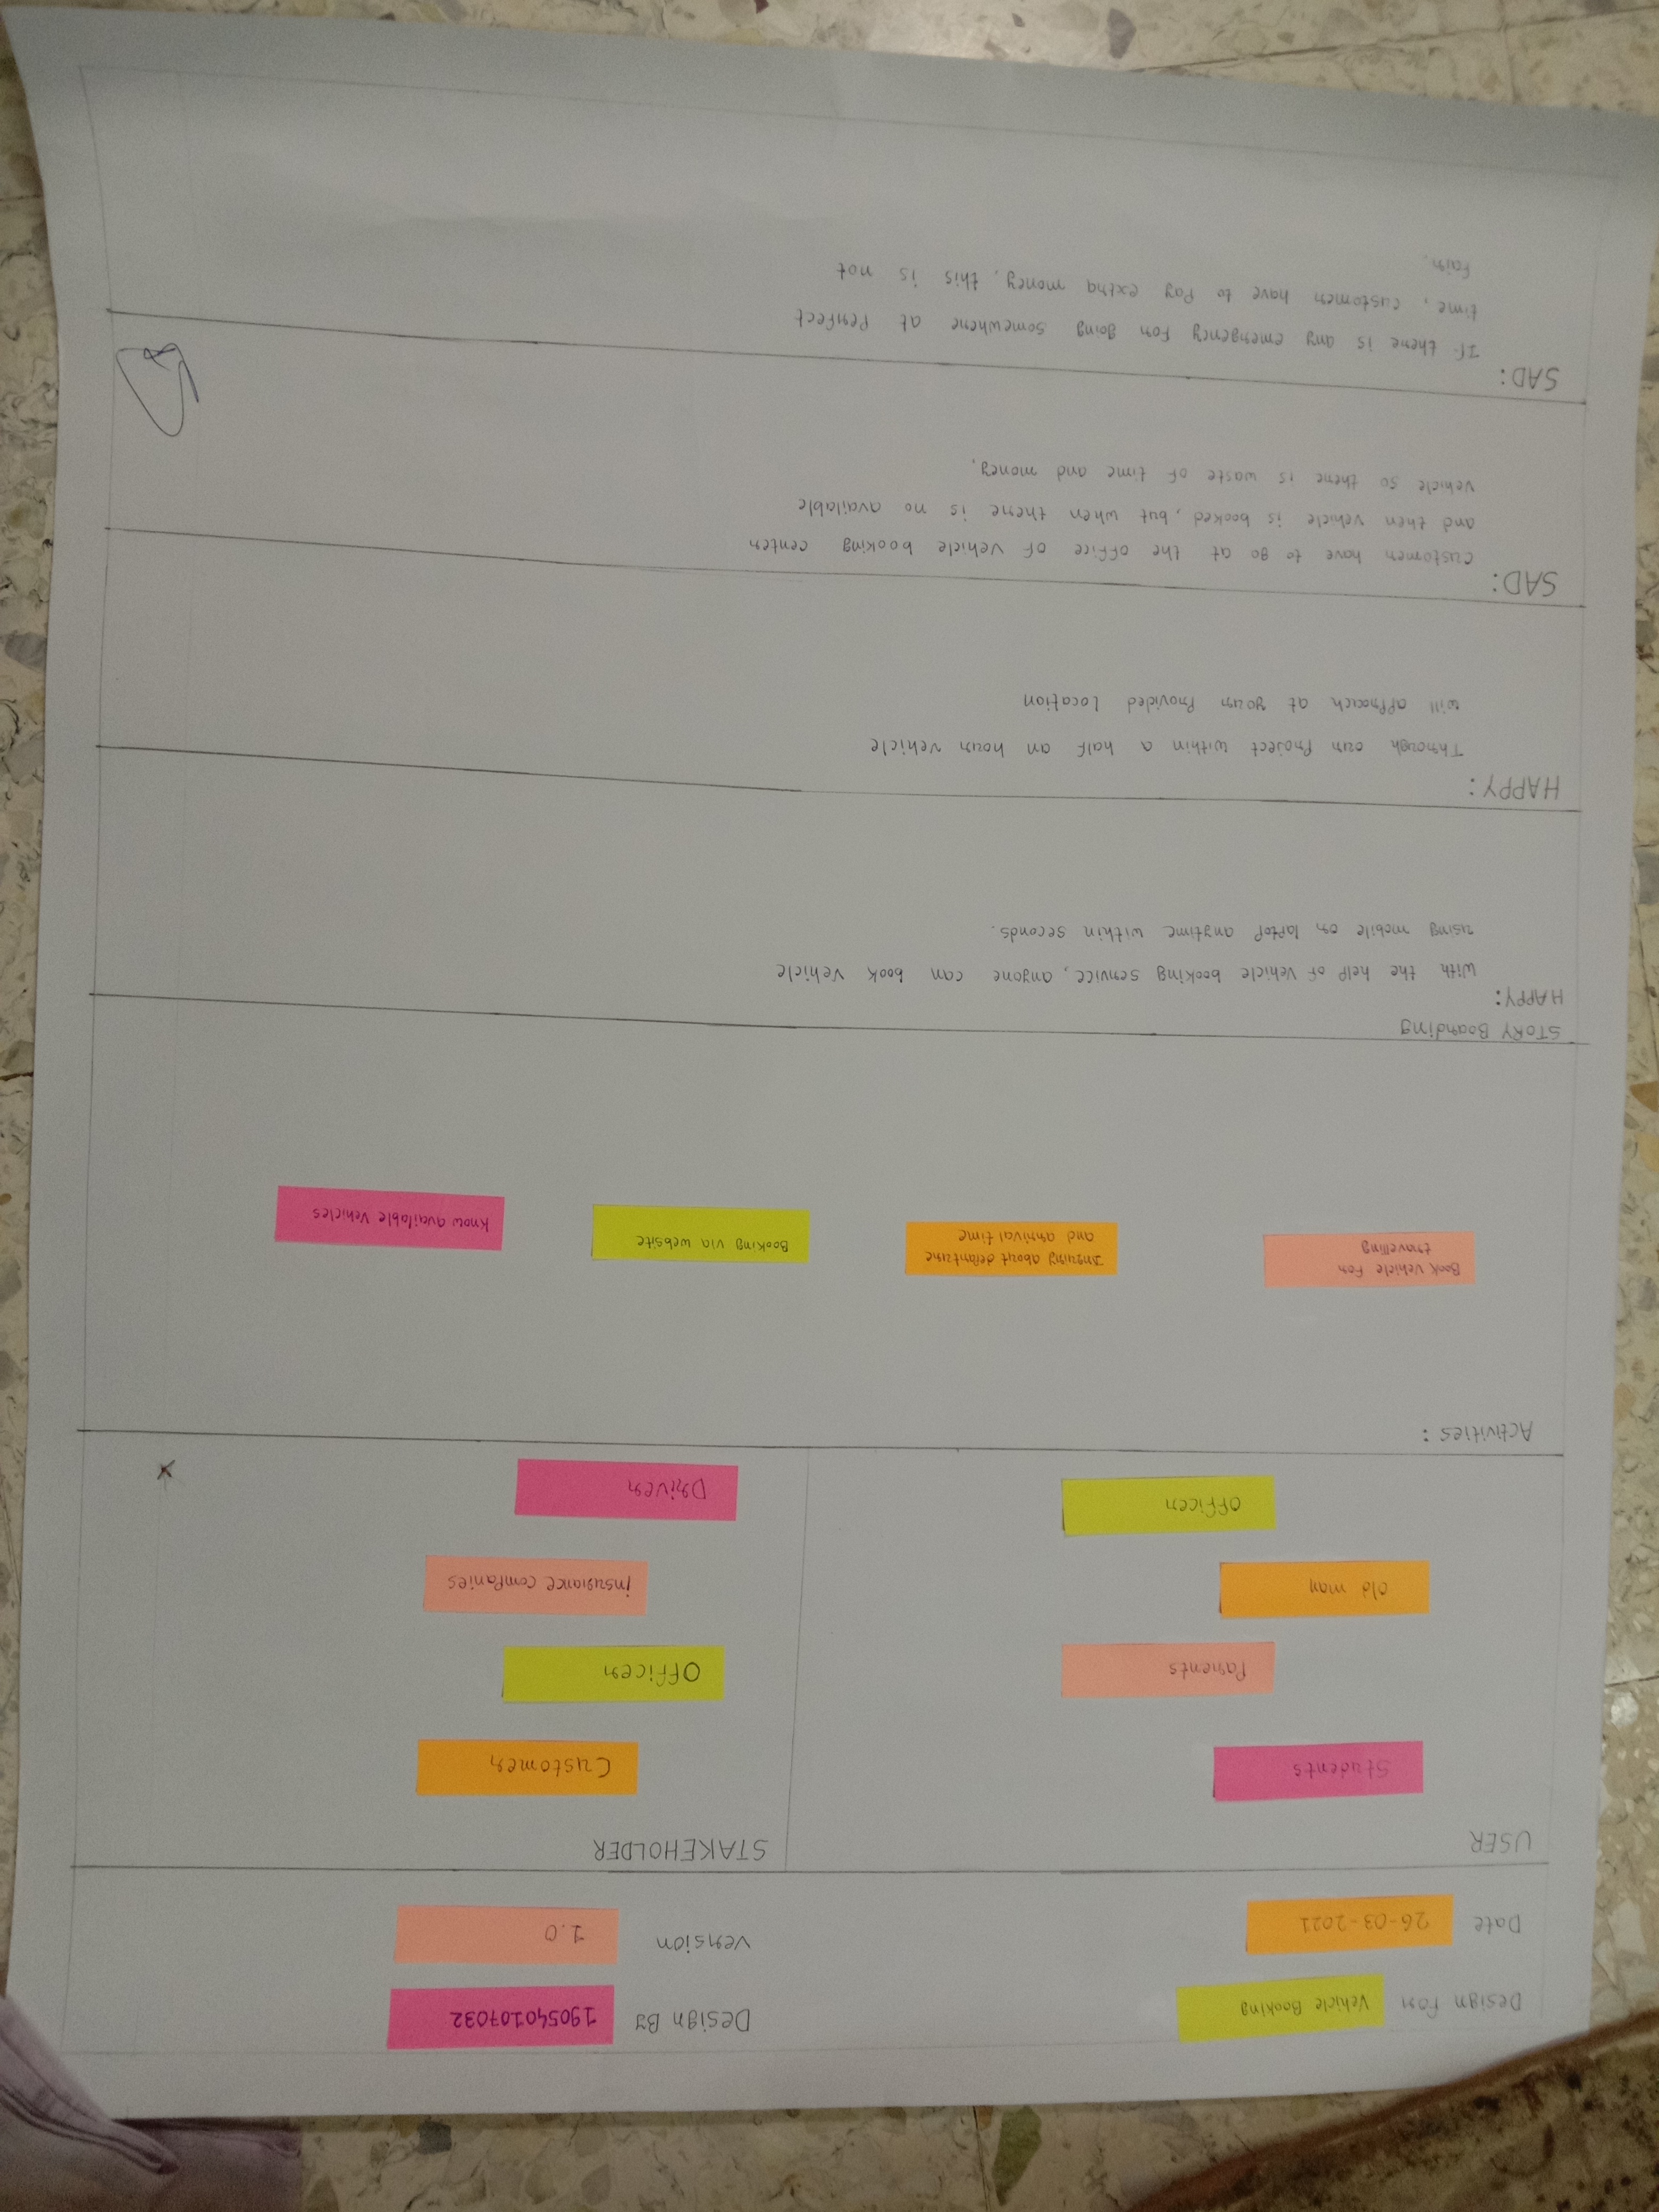 Design For Vehicle Booking
Design By 190540107032
Date 26-03-2021
version 1.0
USER
STAKEHOLDER
Students
Customer
Parents
Officer
old man
insurance companies
officer
Driver
Activities :
Book Vehicle For
travelling
Inquiry about departure
and arrival time
Booking via website
Know available Vehicles
STORY Boarding
HAPPY:
With the help of Vehicle booking service, anyone can book Vehicle
using mobile or laptop anytime within seconds.
HAPPY:
Through our Project within a half an hour vehicle
will approach at your Provided Location
SAD:
customer have to go at the office of Vehicle booking center
and then vehicle is booked, but when there is no available
Vehicle so there is waste of time and money.
SAD:
If there is any emergency For going somewhere at Perfect
time, customer have to Pay extra money, this is not
fair.